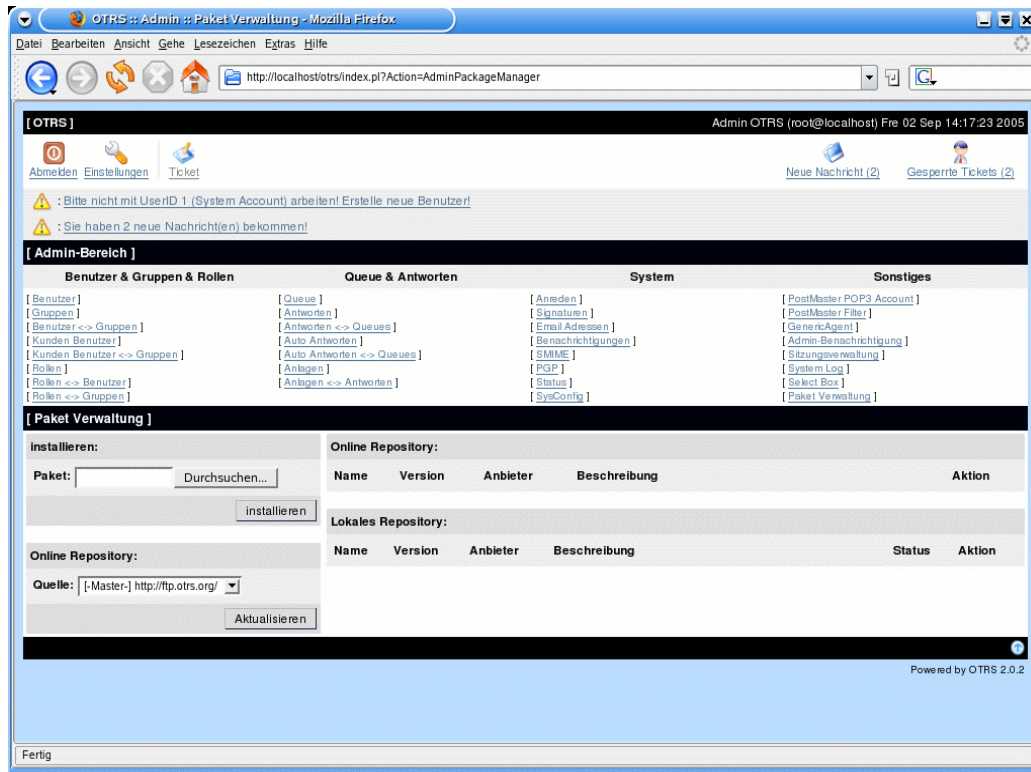 OTRS :: Admin :: Paket Verwaltung - Mozilla Firefox
Datei Bearbeiten Ansicht Gehe Lesezeichen Extras Hilfe
http://localhost/otrs/index.pl?Action=AdminPackageManager
G
[ OTRS ] Admin OTRS (root@localhost) Fre 02 Sep 14:17:23 2005
Abmelden Einstellungen Ticket Neue Nachricht (2) Gesperrte Tickets (2)
: Bitte nicht mit UserID 1 (System Account) arbeiten! Erstelle neue Benutzer!
: Sie haben 2 neue Nachricht(en) bekommen!
[ Admin-Bereich ]
Benutzer & Gruppen & Rollen Queue & Antworten System Sonstiges
[ Benutzer ] [ Queue ] [ Anreden ] [ PostMaster POP3 Account ]
[ Gruppen ] [ Antworten ] [ Signaturen ] [ PostMaster Filter ]
[ Benutzer <-> Gruppen ] [ Antworten <-> Queues ] [ Email Adressen ] [ GenericAgent ]
[ Kunden Benutzer ] [ Auto Antworten ] [ Benachrichtigungen ] [ Admin-Benachrichtigung ]
[ Kunden Benutzer <-> Gruppen ] [ Auto Antworten <-> Queues ] [ SMIME ] [ Sitzungsverwaltung ]
[ Rollen ] [ Anlagen ] [ PGP ] [ System Log ]
[ Rollen <-> Benutzer ] [ Anlagen <-> Antworten ] [ Status ] [ Select Box ]
[ Rollen <-> Gruppen ] [ SysConfig ] [ Paket Verwaltung ]
[ Paket Verwaltung ]
installieren:
Paket: Durchsuchen...
installieren
Online Repository:
Quelle: [-Master-] http://ftp.otrs.org/
Aktualisieren
Online Repository:
Name Version Anbieter Beschreibung Aktion
Lokales Repository:
Name Version Anbieter Beschreibung Status Aktion
Powered by OTRS 2.0.2
Fertig